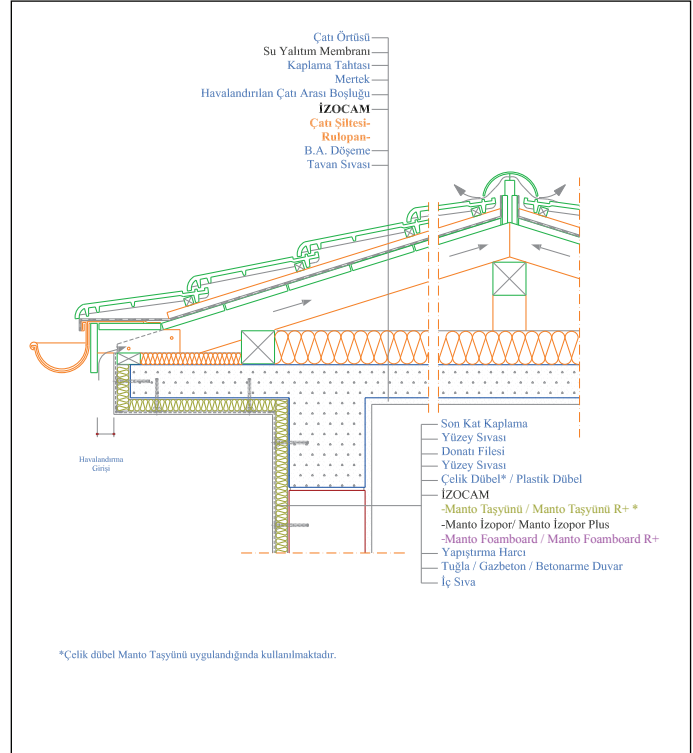 Çatı Örtüsü
Su Yalıtım Membranı
Kaplama Tahtası
Mertek
Havalandırılan Çatı Arası Boşluğu
İZOCAM
Çatı Şiltesi-
Rulopan-
B.A. Döşeme
Tavan Sıvası
Havalandırma
Girişi
Son Kat Kaplama
Yüzey Sıvası
Donatı Filesi
Yüzey Sıvası
Çelik Dübel* / Plastik Dübel
İZOCAM
-Manto Taşyünü / Manto Taşyünü R+ *
-Manto İzopor/ Manto İzopor Plus
-Manto Foamboard / Manto Foamboard R+
Yapıştırma Harcı
Tuğla / Gazbeton / Betonarme Duvar
İç Sıva
*Çelik dübel Manto Taşyünü uygulandığında kullanılmaktadır.